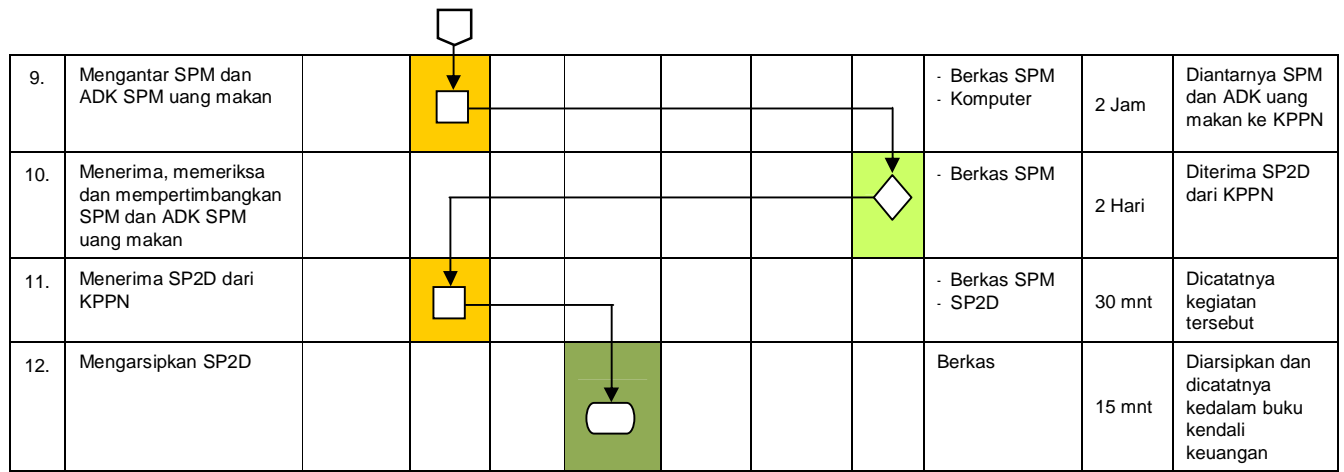 9.
Mengantar SPM dan
ADK SPM uang makan
- Berkas SPM
- Komputer
2 Jam
Diantarnya SPM
dan ADK uang
makan ke KPPN
10.
Menerima, memeriksa
dan mempertimbangkan
SPM dan ADK SPM
uang makan
- Berkas SPM
2 Hari
Diterima SP2D
dari KPPN
11.
Menerima SP2D dari
KPPN
- Berkas SPM
- SP2D
30 mnt
Dicatatnya
kegiatan
tersebut
12.
Mengarsipkan SP2D
Berkas
15 mnt
Diarsipkan dan
dicatatnya
kedalam buku
kendali
keuangan